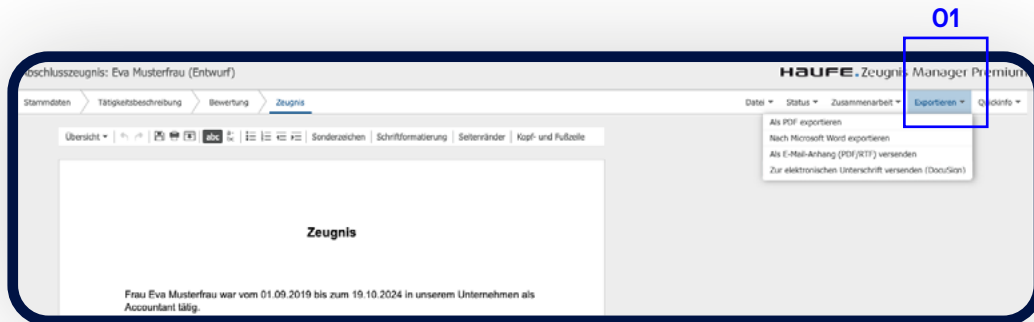 01
Abschlusszeugnis: Eva Musterfrau (Entwurf)
HAUFE.Zeugnis Manager Premium
Stammdaten Tätigkeitsbeschreibung Bewertung Zeugnis
Datei Status Zusammenarbeit Exportieren Quickinfo
Übersicht abc Sonderzeichen Schriftformatierung Seitenränder Kopf- und Fußzeile
Als PDF exportieren
Nach Microsoft Word exportieren
Als E-Mail-Anhang (PDF/RTF) versenden
Zur elektronischen Unterschrift versenden (DocuSign)
Zeugnis
Frau Eva Musterfrau war vom 01.09.2019 bis zum 19.10.2024 in unserem Unternehmen als
Accountant tätig.